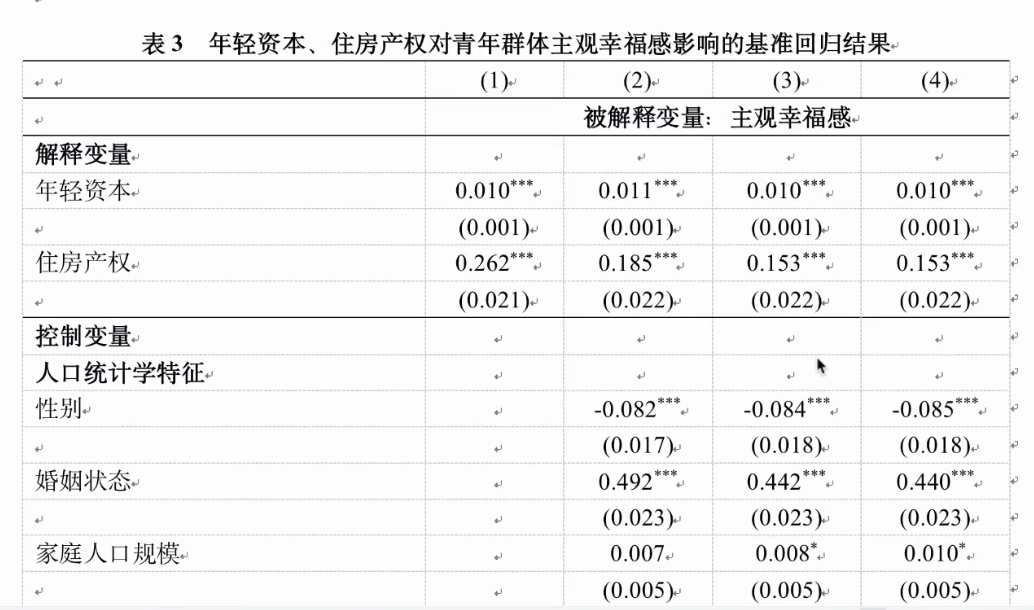 表 3 年轻资本、住房产权对青年群体主观幸福感影响的基准回归结果
(1) (2) (3) (4)
被解释变量： 主观幸福感
解释变量
年轻资本 0.010*** 0.011*** 0.010*** 0.010***
(0.001) (0.001) (0.001) (0.001)
住房产权 0.262*** 0.185*** 0.153*** 0.153***
(0.021) (0.022) (0.022) (0.022)
控制变量
人口统计学特征
性别 -0.082*** -0.084*** -0.085***
(0.017) (0.018) (0.018)
婚姻状态 0.492*** 0.442*** 0.440***
(0.023) (0.023) (0.023)
家庭人口规模 0.007 0.008* 0.010*
(0.005) (0.005) (0.005)